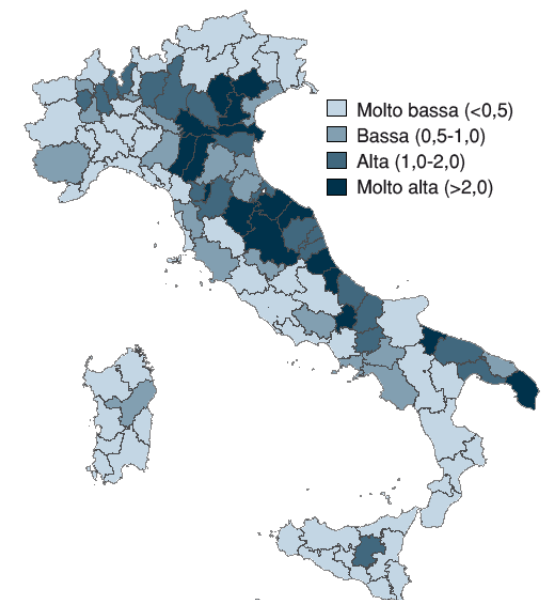 Molto bassa (<0,5)
Bassa (0,5-1,0)
Alta (1,0-2,0)
Molto alta (>2,0)